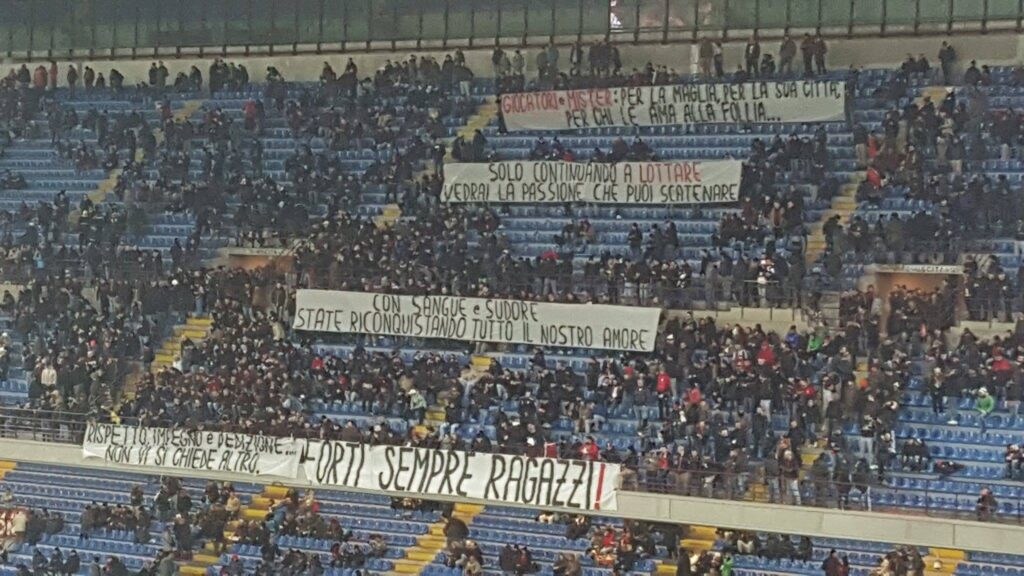 GIOCATORI e MISTER: PER LA MAGLIA, PER LA SUA CITTA',
PER CHI LE AMA ALLA FOLLIA...
SOLO CONTINUANDO A LOTTARE
VEDRAI LA PASSIONE CHE PUOI SCATENARE
CON SANGUE e SUDORE
STATE RICONQUISTANDO TUTTO IL NOSTRO AMORE
RISPETTO, IMPEGNO e DEDIZIONE...
NON VI SI CHIEDE ALTRO.
FORTI SEMPRE RAGAZZI!